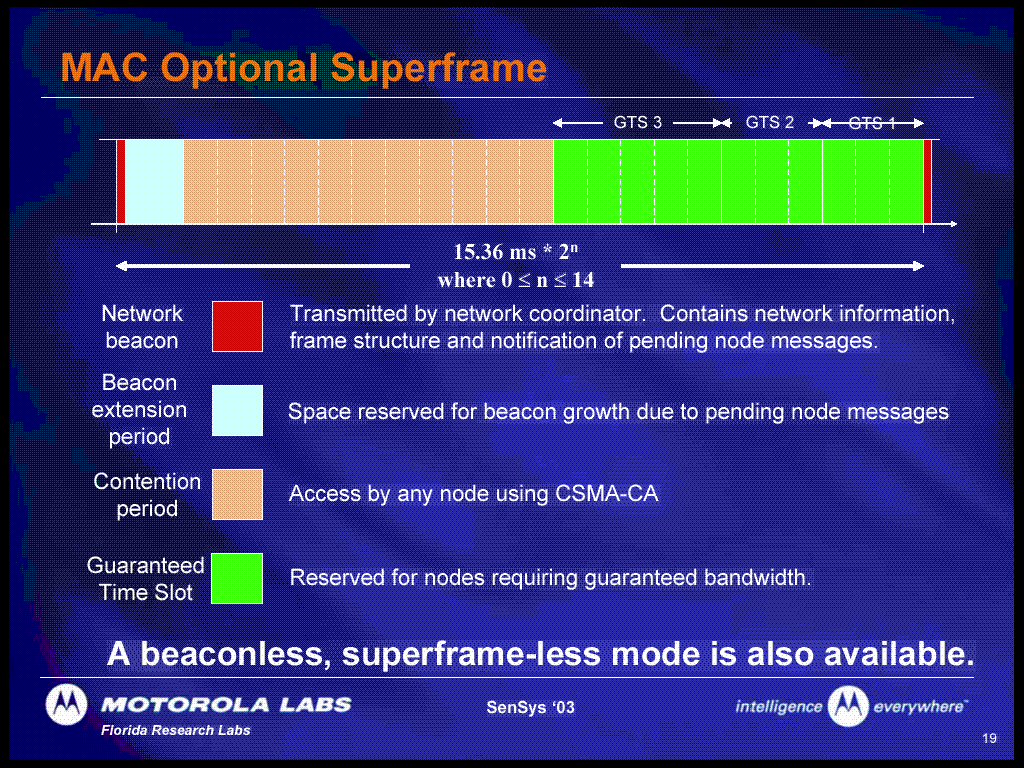 MAC Optional Superframe
GTS 3 GTS 2 GTS 1
15.36 ms * 2ⁿ
where 0 ≤ n ≤ 14
Network
beacon
Transmitted by network coordinator. Contains network information,
frame structure and notification of pending node messages.
Beacon
extension
period
Space reserved for beacon growth due to pending node messages
Contention
period
Access by any node using CSMA-CA
Guaranteed
Time Slot
Reserved for nodes requiring guaranteed bandwidth.
A beaconless, superframe-less mode is also available.
MOTOROLA LABS
Florida Research Labs
SenSys ‘03
intelligence everywhere™
19